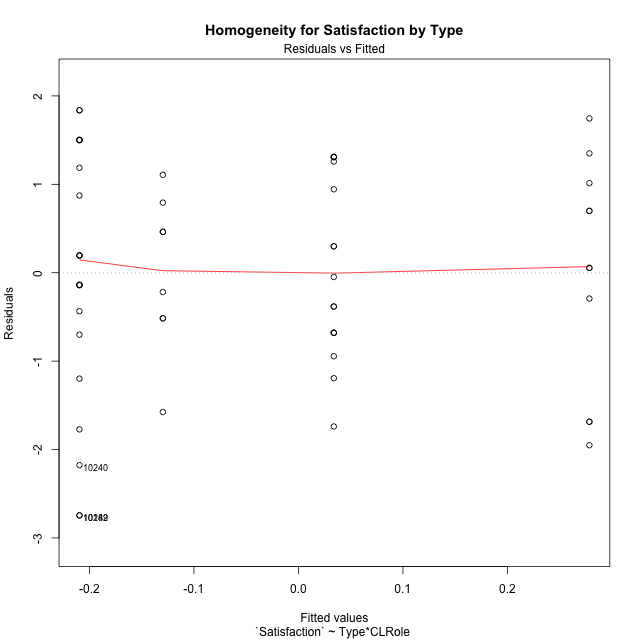 Homogeneity for Satisfaction by Type
Residuals vs Fitted
Residuals
2
1
0
-1
-2
-3
10240
-0.2
-0.1
0.0
0.1
0.2
Fitted values
`Satisfaction` ~ Type*CLRole